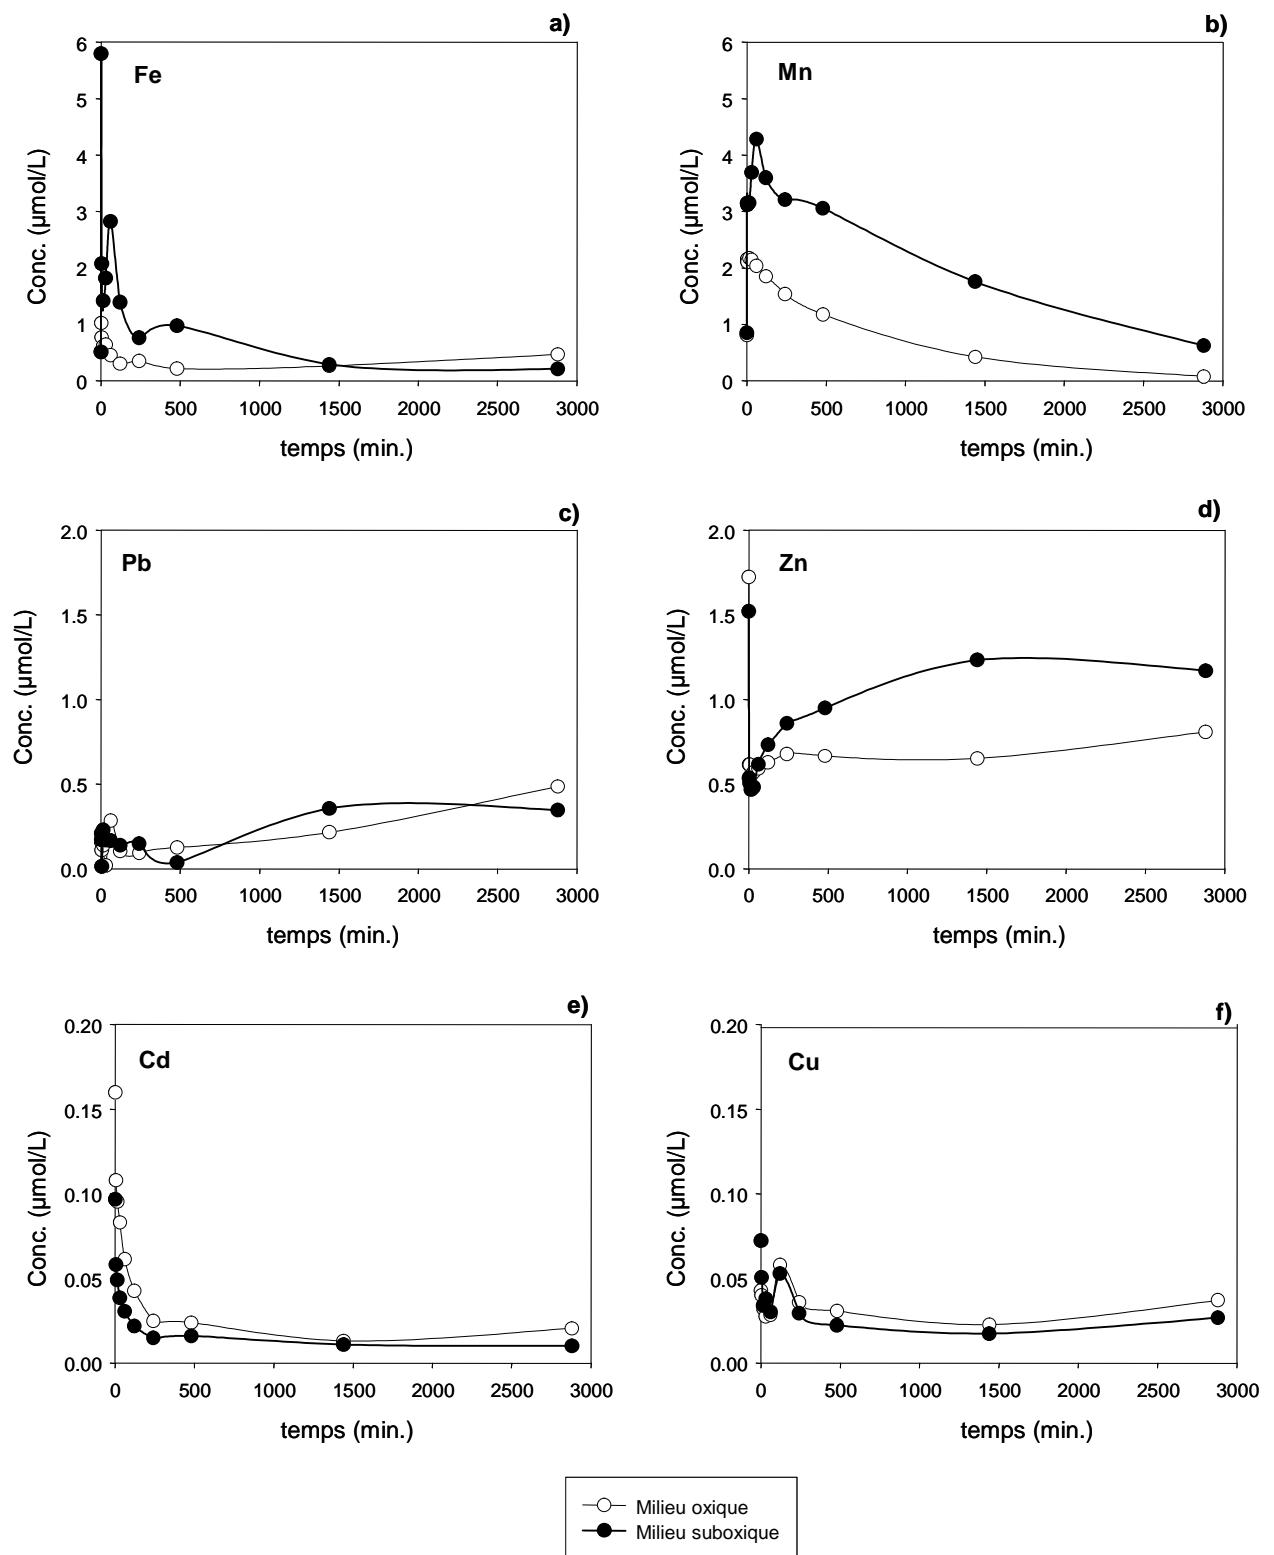 a)
Fe
Conc. (µmol/L)
6
5
4
3
2
1
0
0 500 1000 1500 2000 2500 3000
temps (min.)
b)
Mn
Conc. (µmol/L)
6
5
4
3
2
1
0
0 500 1000 1500 2000 2500 3000
temps (min.)
c)
Pb
Conc. (µmol/L)
2.0
1.5
1.0
0.5
0.0
0 500 1000 1500 2000 2500 3000
temps (min.)
d)
Zn
Conc. (µmol/L)
2.0
1.5
1.0
0.5
0.0
0 500 1000 1500 2000 2500 3000
temps (min.)
e)
Cd
Conc. (µmol/L)
0.20
0.15
0.10
0.05
0.00
0 500 1000 1500 2000 2500 3000
temps (min.)
f)
Cu
Conc. (µmol/L)
0.20
0.15
0.10
0.05
0.00
0 500 1000 1500 2000 2500 3000
temps (min.)
Milieu oxique
Milieu suboxique